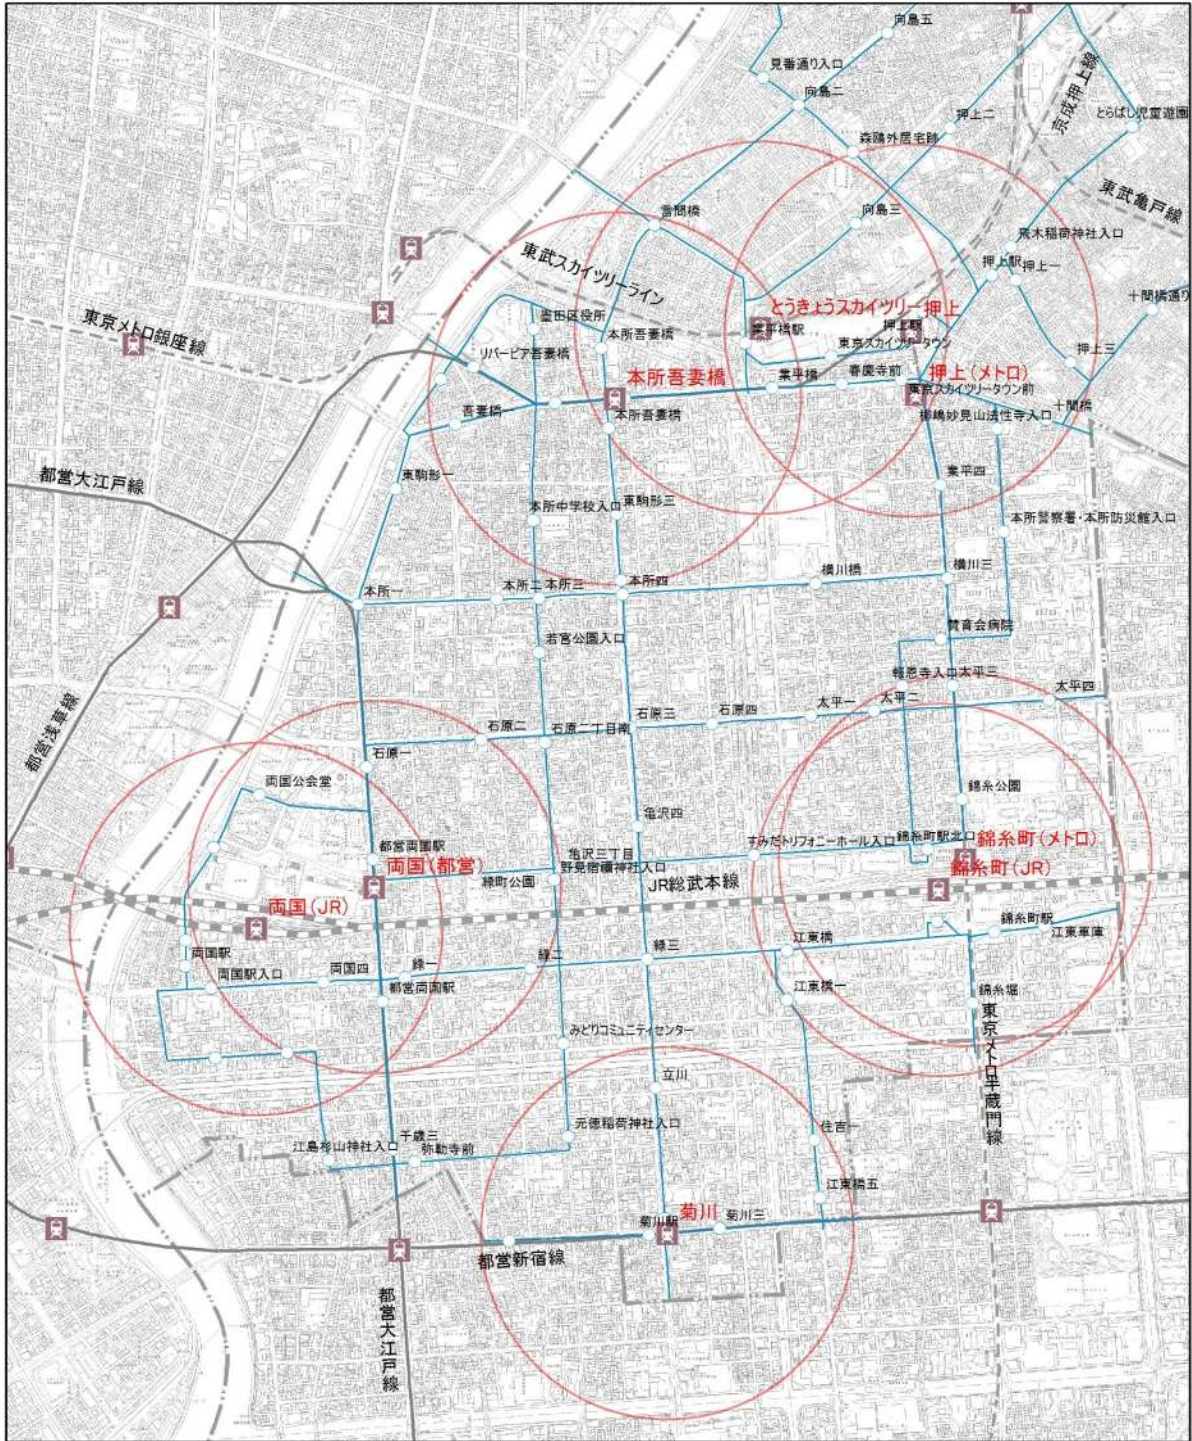 向島五
見番通り入口
向島二
京成押上線
押上二
とらばし児童遊園
森鴎外居宅跡
東武亀戸線
言問橋
向島三
飛木稲荷神社入口
押上駅
押上一
東武スカイツリーライン
十間橋通り
とうきょうスカイツリー
押上
墨田区役所
業平橋駅
押上駅
東京メトロ銀座線
本所吾妻橋
東京スカイツリータウン
リバーピア吾妻橋
押上三
本所吾妻橋
業平橋
春慶寺前
押上(メトロ)
東京スカイツリータウン前
吾妻橋一
本所吾妻橋
柳嶋妙見山法性寺入口
十間橋
都営大江戸線
東駒形一
業平四
本所中学校入口
東駒形三
本所警察署・本所防災館入口
本所一
本所二
本所三
本所四
横川橋
横川三
若宮公園入口
賛育会病院
都営浅草線
報恩寺入口
太平三
太平四
石原一
石原二
石原二丁目南
石原三
石原四
太平一
太平二
両国公会堂
錦糸公園
亀沢四
都営両国駅
亀沢三丁目
すみだトリフォニーホール入口
錦糸町駅北口
錦糸町(メトロ)
両国(都営)
緑町公園
野見宿禰神社入口
JR総武本線
錦糸町(JR)
両国(JR)
両国駅
錦糸町駅
江東車庫
両国駅入口
両国四
緑一
緑二
緑三
江東橋
都営両国駅
江東橋一
錦糸堀
みどりコミュニティセンター
東京メトロ半蔵門線
立川
元徳稲荷神社入口
江島杉山神社入口
千歳三
弥勒寺前
住吉一
江東橋五
菊川
菊川駅
菊川三
都営新宿線
都営大江戸線